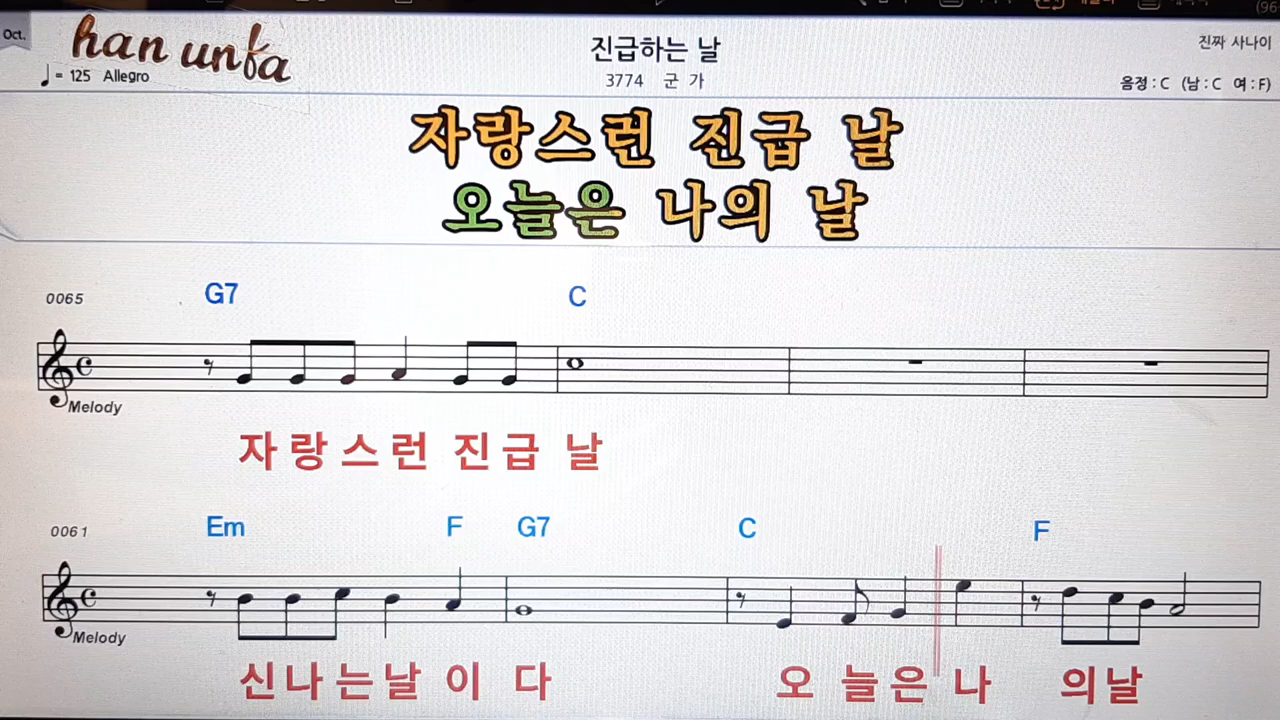 Oct.
han unfa
♩ = 125 Allegro
진급하는 날
3774 군 가
진짜 사나이
음정 : C (남 : C 여 : F)
자랑스런 진급 날
오늘은 나의 날
0065 G7 C
Melody
자 랑 스 런 진 급 날
0061 Em F G7 C F
Melody
신 나 는 날 이 다 오 늘 은 나 의 날